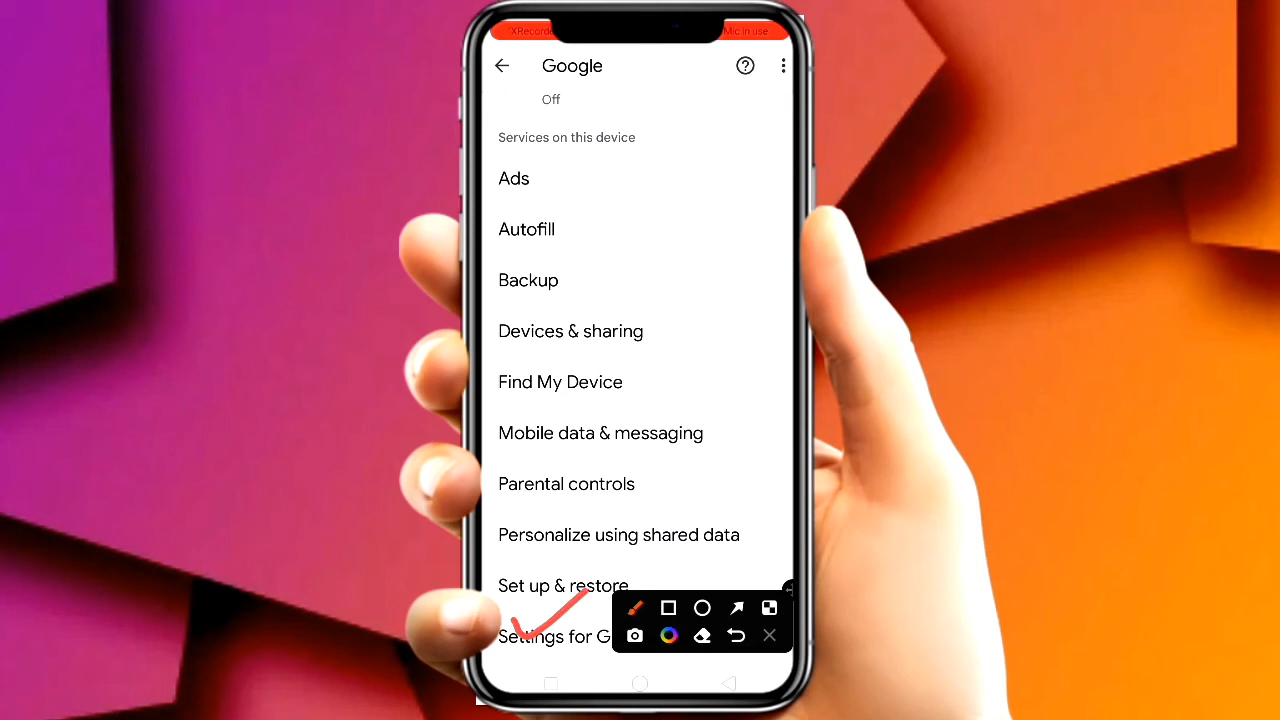 XRecorde
Mic in use
Google
Off
Services on this device
Ads
Autofill
Backup
Devices & sharing
Find My Device
Mobile data & messaging
Parental controls
Personalize using shared data
Set up & restore
Settings for G